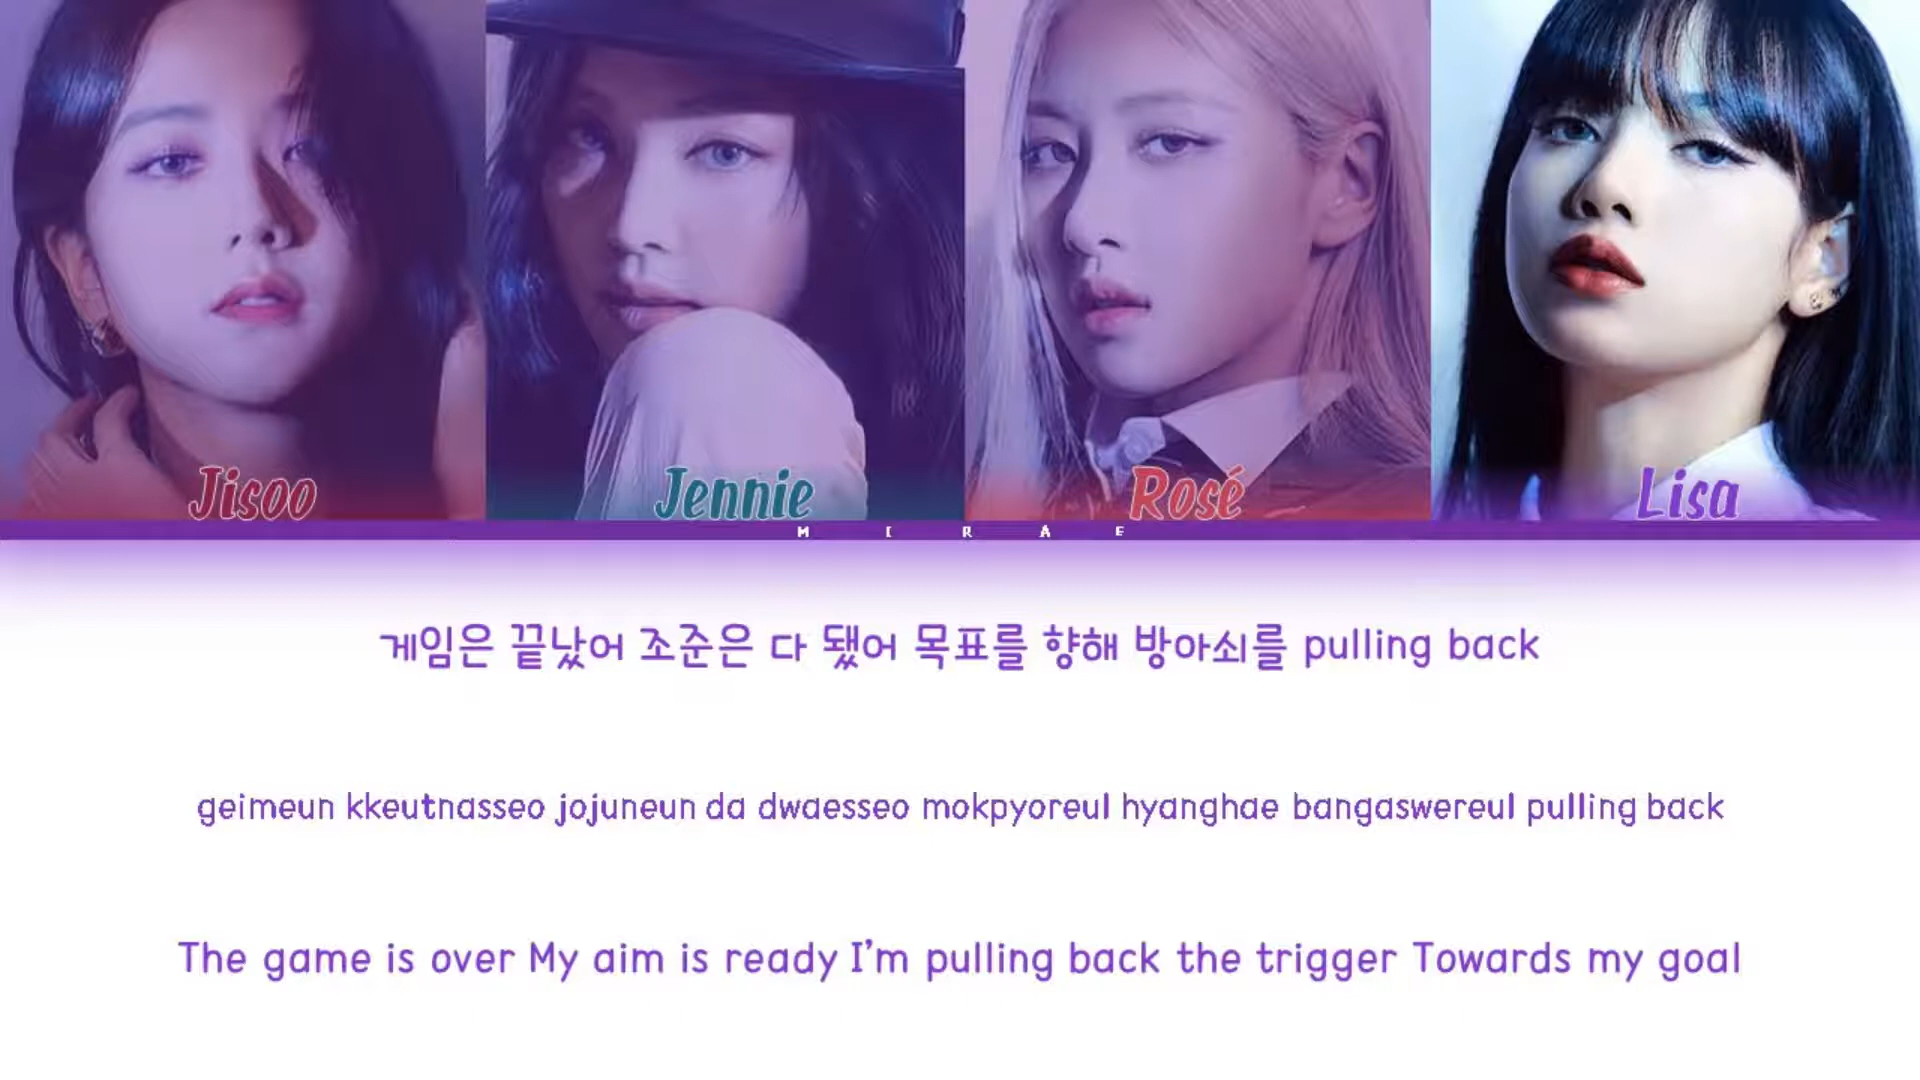 Jisoo
Jennie
Rosé
Lisa
M I R A E
게임은 끝났어 조준은 다 됐어 목표를 향해 방아쇠를 pulling back
geimeun kkeutnasseo jojuneun da dwaesseo mokpyoreul hyanghae bangaswereul pulling back
The game is over My aim is ready I'm pulling back the trigger Towards my goal